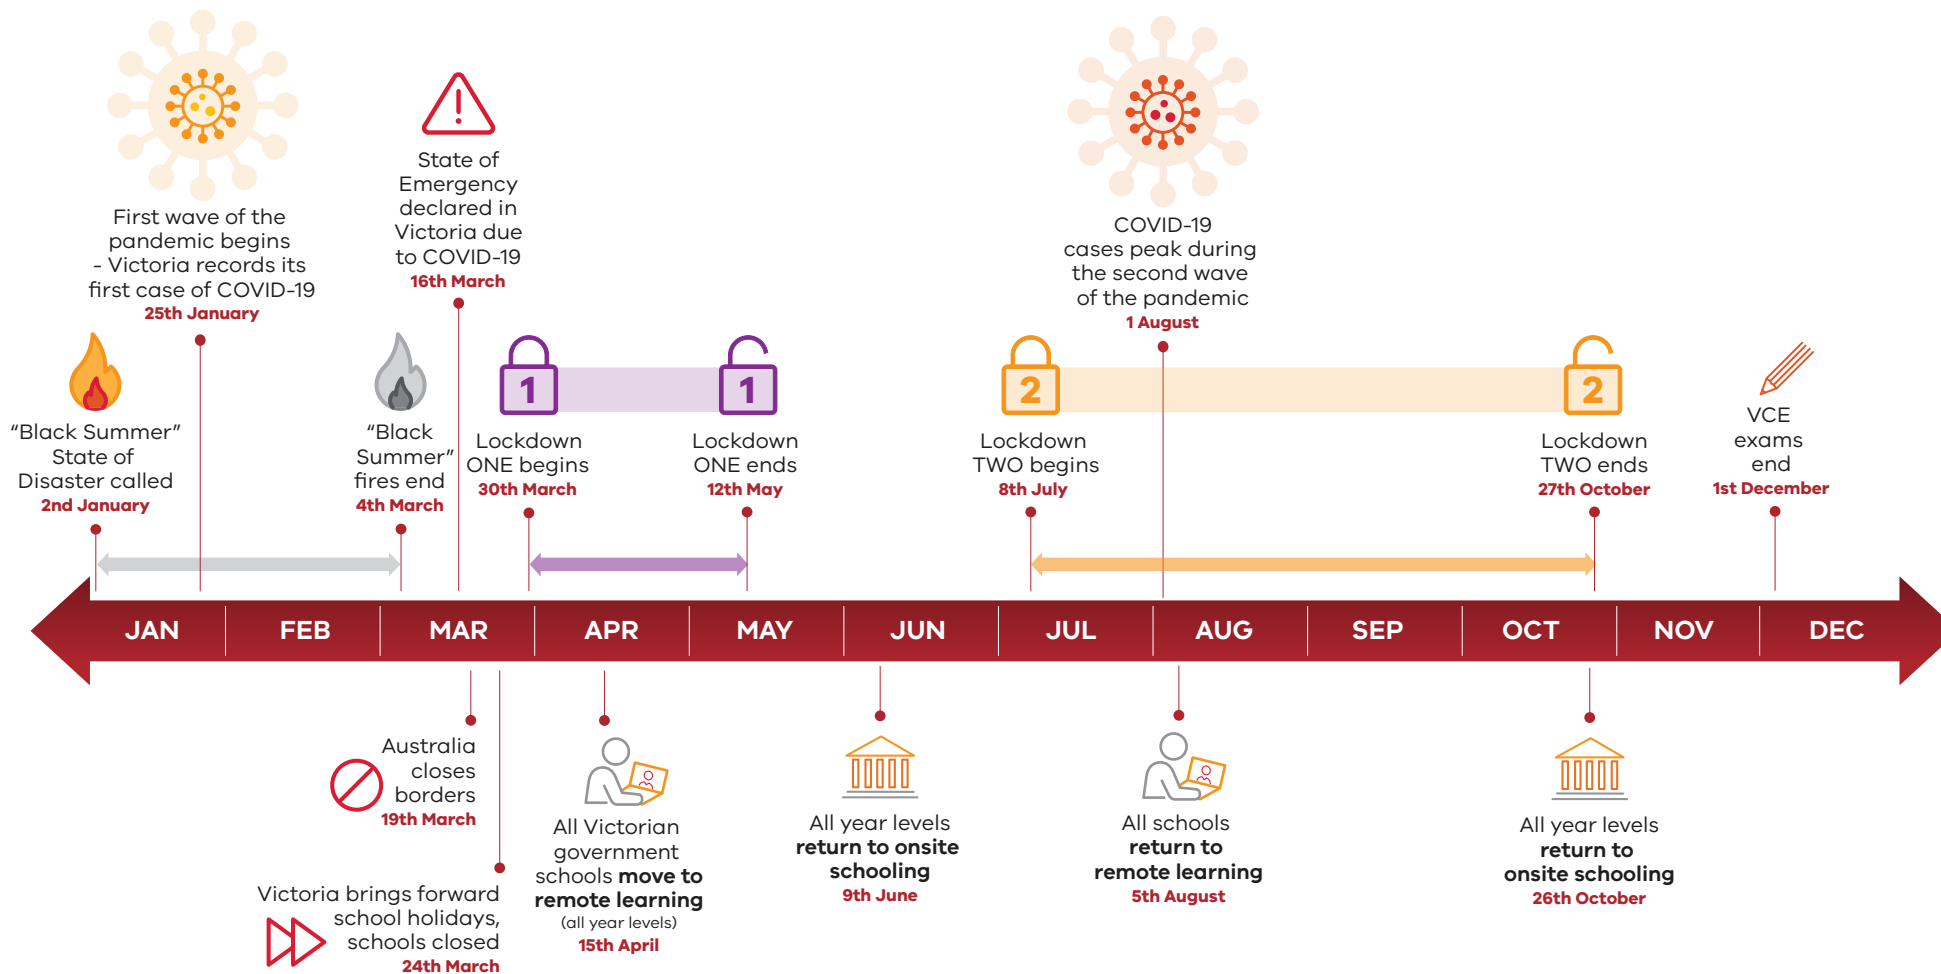 First wave of the
pandemic begins
- Victoria records its
first case of COVID-19
25th January
State of
Emergency
declared in
Victoria due
to COVID-19
16th March
COVID-19
cases peak during
the second wave
of the pandemic
1 August
"Black Summer"
State of
Disaster called
2nd January
"Black
Summer"
fires end
4th March
1
Lockdown
ONE begins
30th March
1
Lockdown
ONE ends
12th May
2
Lockdown
TWO begins
8th July
2
Lockdown
TWO ends
27th October
VCE
exams
end
1st December
JAN
FEB
MAR
APR
MAY
JUN
JUL
AUG
SEP
OCT
NOV
DEC
Australia
closes
borders
19th March
Victoria brings forward
school holidays,
schools closed
24th March
All Victorian
government
schools move to
remote learning
(all year levels)
15th April
All year levels
return to onsite
schooling
9th June
All schools
return to
remote learning
5th August
All year levels
return to
onsite schooling
26th October